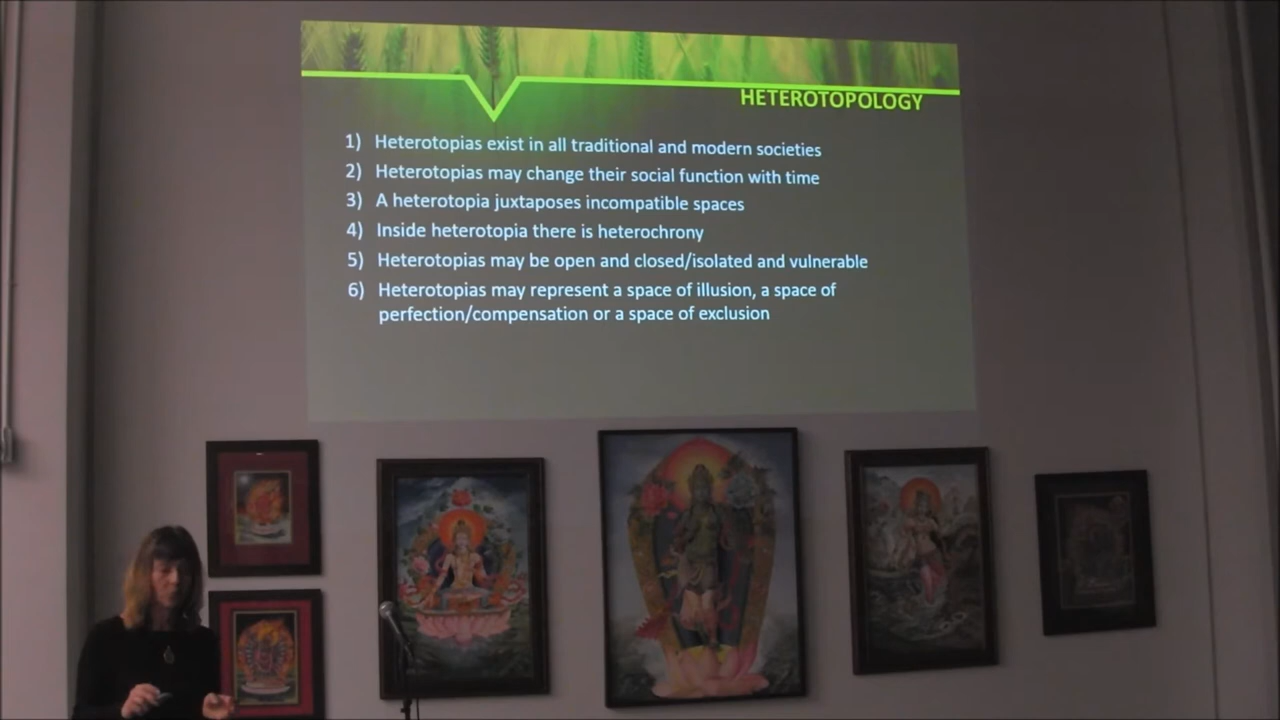 HETEROTOPOLOGY
1) Heterotopias exist in all traditional and modern societies
2) Heterotopias may change their social function with time
3) A heterotopia juxtaposes incompatible spaces
4) Inside heterotopia there is heterochrony
5) Heterotopias may be open and closed/isolated and vulnerable
6) Heterotopias may represent a space of illusion, a space of
perfection/compensation or a space of exclusion